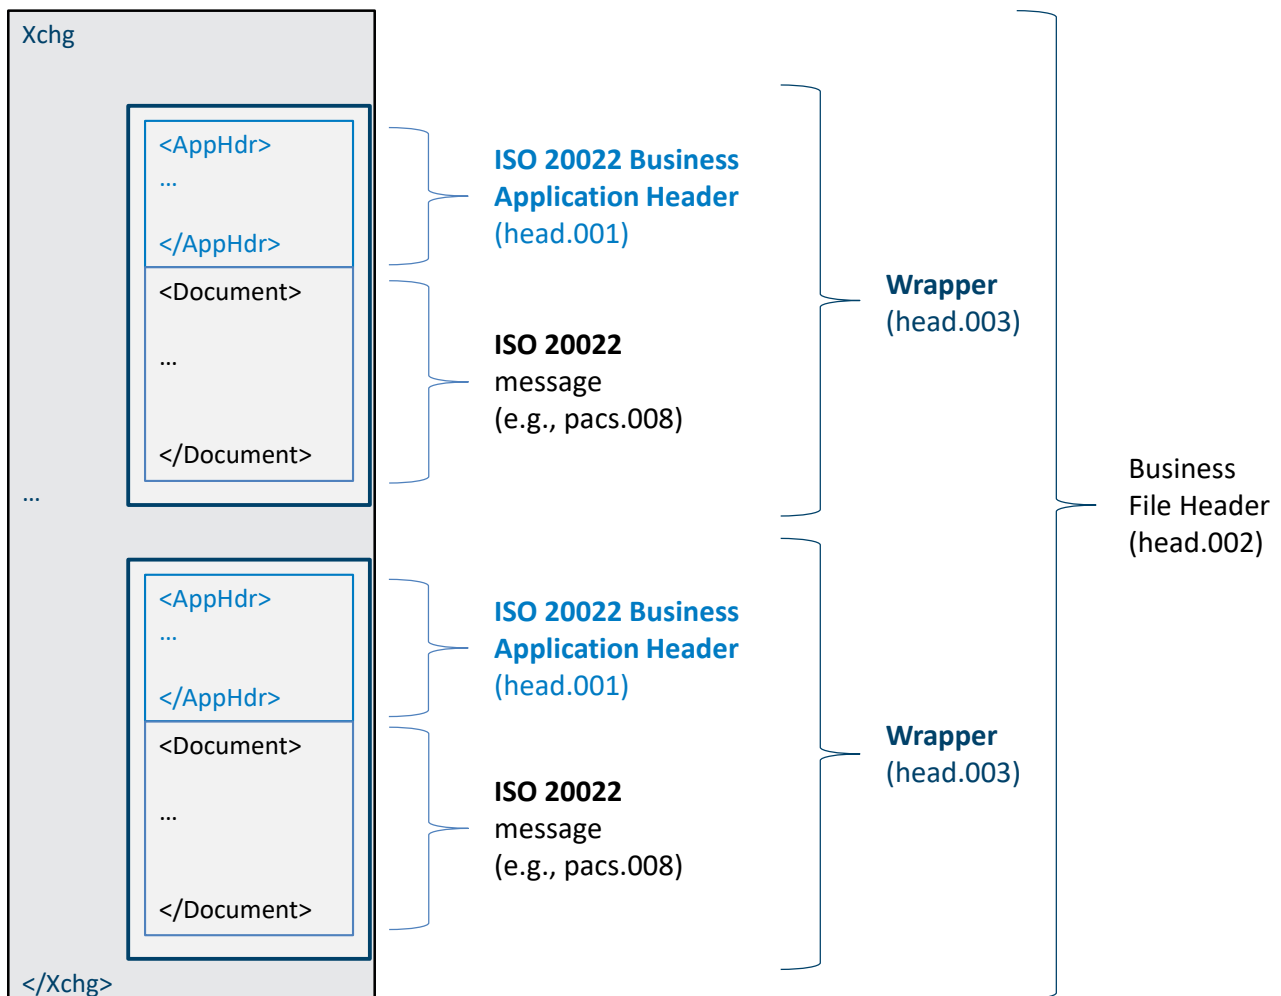 Xchg
<AppHdr>
...
</AppHdr>
<Document>
...
</Document>
...
<AppHdr>
...
</AppHdr>
<Document>
...
</Document>
</Xchg>
ISO 20022 Business
Application Header
(head.001)
ISO 20022
message
(e.g., pacs.008)
ISO 20022 Business
Application Header
(head.001)
ISO 20022
message
(e.g., pacs.008)
Wrapper
(head.003)
Wrapper
(head.003)
Business
File Header
(head.002)